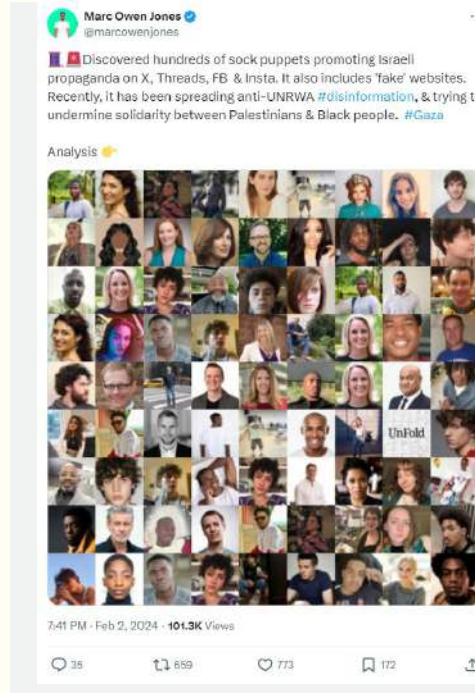 Marc Owen Jones
@marcowenjones
Discovered hundreds of sock puppets promoting Israeli
propaganda on X, Threads, FB & Insta. It also includes 'fake' websites.
Recently, it has been spreading anti-UNRWA #disinformation, & trying t
undermine solidarity between Palestinians & Black people. #Gaza
Analysis
UnFold
7:41 PM · Feb 2, 2024 · 101.3K Views
659
773
172